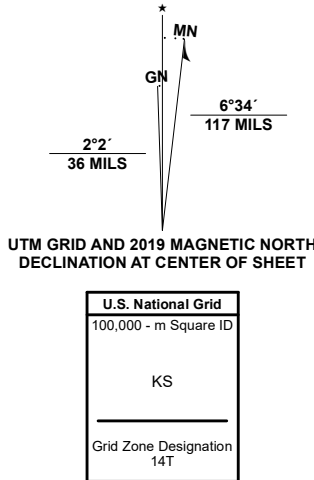 ★
MN
GN
6°34´
117 MILS
2°2´
36 MILS
UTM GRID AND 2019 MAGNETIC NORTH
DECLINATION AT CENTER OF SHEET
U.S. National Grid
100,000 - m Square ID
KS
Grid Zone Designation
14T